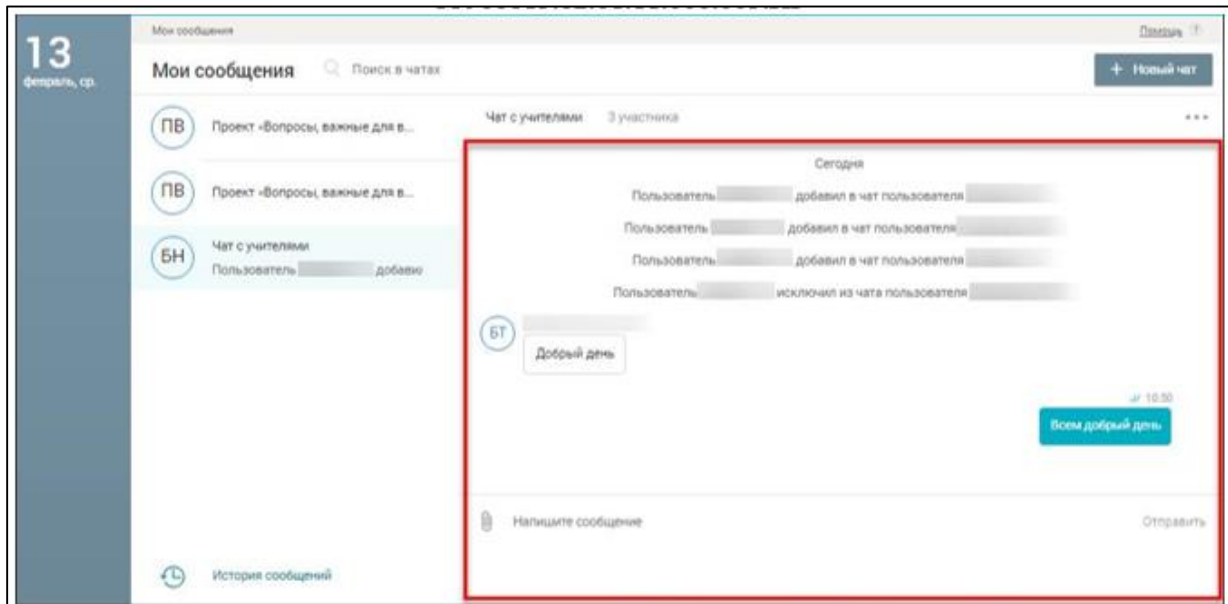 13
февраль, ср.
Мои сообщения
Помощь ?
Мои сообщения
Поиск в чатах
+ Новый чат
ПВ
Проект «Вопросы, важные для в...
ПВ
Проект «Вопросы, важные для в...
БН
Чат с учителями
Пользователь добавил
История сообщений
Чат с учителями 3 участника
Сегодня
Пользователь добавил в чат пользователя
Пользователь добавил в чат пользователя
Пользователь добавил в чат пользователя
Пользователь исключил из чата пользователя
БТ
Добрый день
10:50
Всем добрый день
Напишите сообщение
Отправить